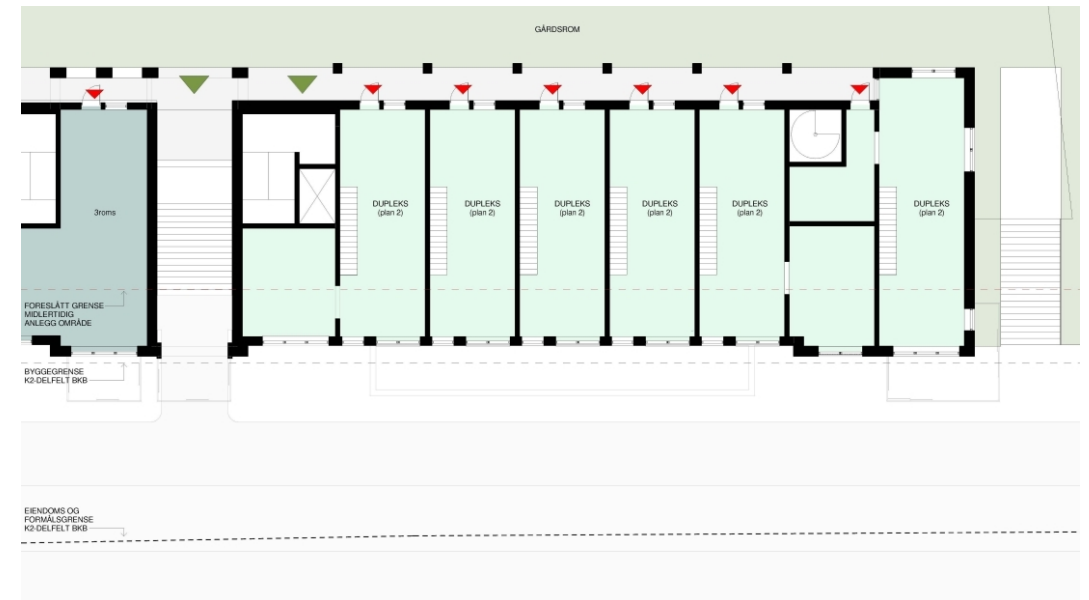 GÅRDSROM
3roms
DUPLEKS
(plan 2)
DUPLEKS
(plan 2)
DUPLEKS
(plan 2)
DUPLEKS
(plan 2)
DUPLEKS
(plan 2)
DUPLEKS
(plan 2)
FORESLÅTT GRENSE
MIDLERTIDIG
ANLEGG OMRÅDE
BYGGEGRENSE
K2-DELFELT BKB
EIENDOMS OG
FORMÅLSGRENSE
K2-DELFELT BKB